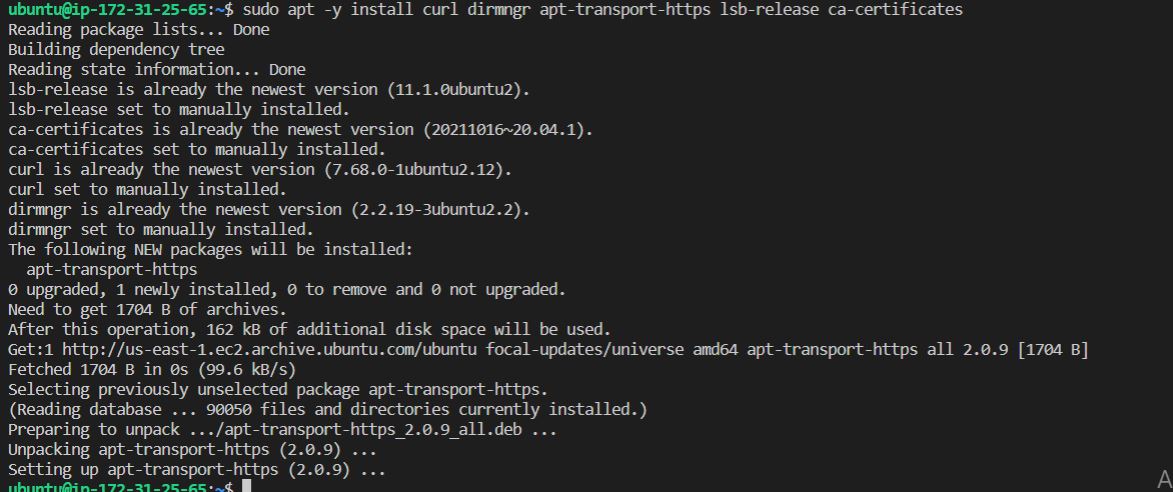 ubuntu@ip-172-31-25-65:~$ sudo apt -y install curl dirmngr apt-transport-https lsb-release ca-certificates
Reading package lists... Done
Building dependency tree
Reading state information... Done
lsb-release is already the newest version (11.1.0ubuntu2).
lsb-release set to manually installed.
ca-certificates is already the newest version (20211016~20.04.1).
ca-certificates set to manually installed.
curl is already the newest version (7.68.0-1ubuntu2.12).
curl set to manually installed.
dirmngr is already the newest version (2.2.19-3ubuntu2.2).
dirmngr set to manually installed.
The following NEW packages will be installed:
  apt-transport-https
0 upgraded, 1 newly installed, 0 to remove and 0 not upgraded.
Need to get 1704 B of archives.
After this operation, 162 kB of additional disk space will be used.
Get:1 http://us-east-1.ec2.archive.ubuntu.com/ubuntu focal-updates/universe amd64 apt-transport-https all 2.0.9 [1704 B]
Fetched 1704 B in 0s (99.6 kB/s)
Selecting previously unselected package apt-transport-https.
(Reading database ... 90050 files and directories currently installed.)
Preparing to unpack .../apt-transport-https_2.0.9_all.deb ...
Unpacking apt-transport-https (2.0.9) ...
Setting up apt-transport-https (2.0.9) ...
ubuntu@ip-172-31-25-65:~$
A